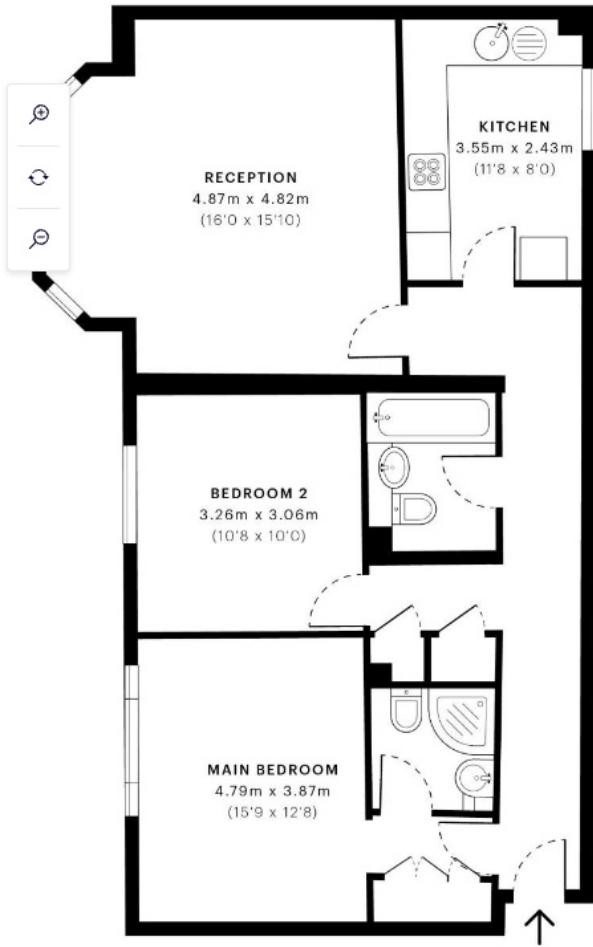 KITCHEN
3.55m x 2.43m
(11'8 x 8'0)
RECEPTION
4.87m x 4.82m
(16'0 x 15'10)
BEDROOM 2
3.26m x 3.06m
(10'8 x 10'0)
MAIN BEDROOM
4.79m x 3.87m
(15'9 x 12'8)